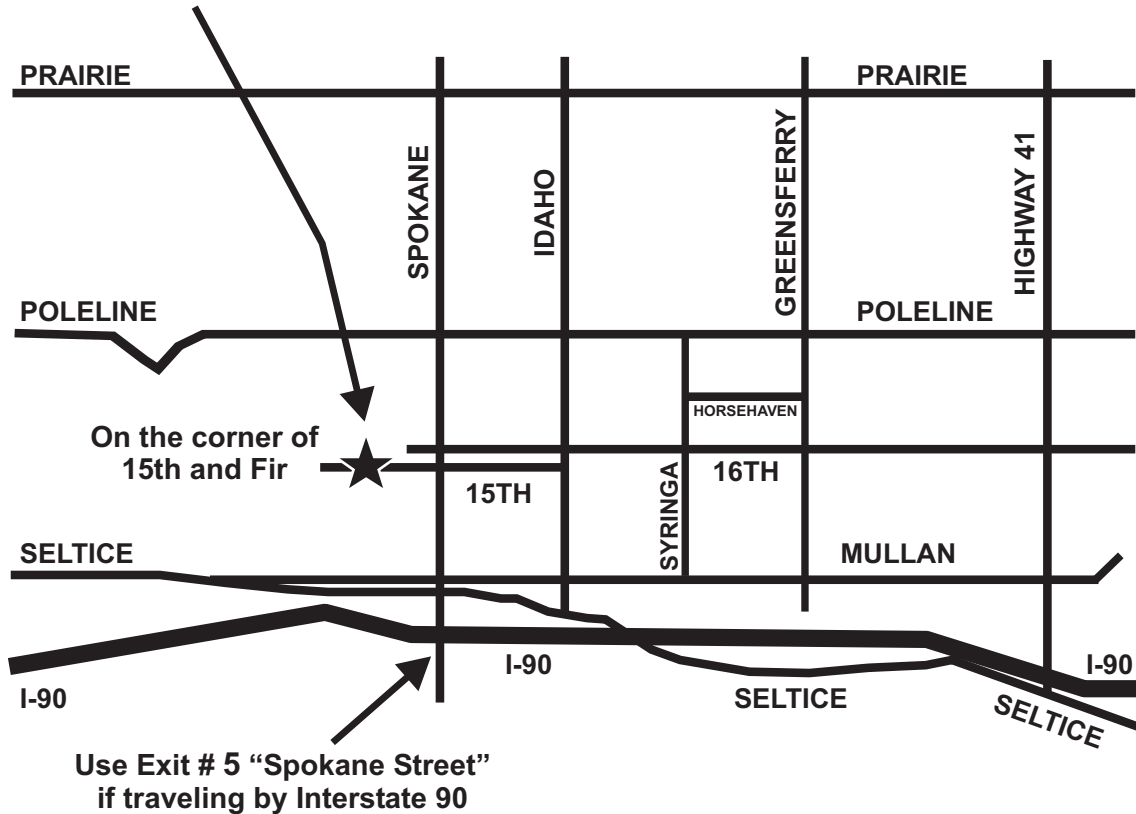 PRAIRIE
PRAIRIE
SPOKANE
IDAHO
GREENSFERRY
HIGHWAY 41
POLELINE
POLELINE
HORSEHAVEN
On the corner of
15th and Fir
15TH
SYRINGA
16TH
SELTICE
MULLAN
I-90
I-90
I-90
SELTICE
SELTICE
Use Exit # 5 “Spokane Street”
if traveling by Interstate 90